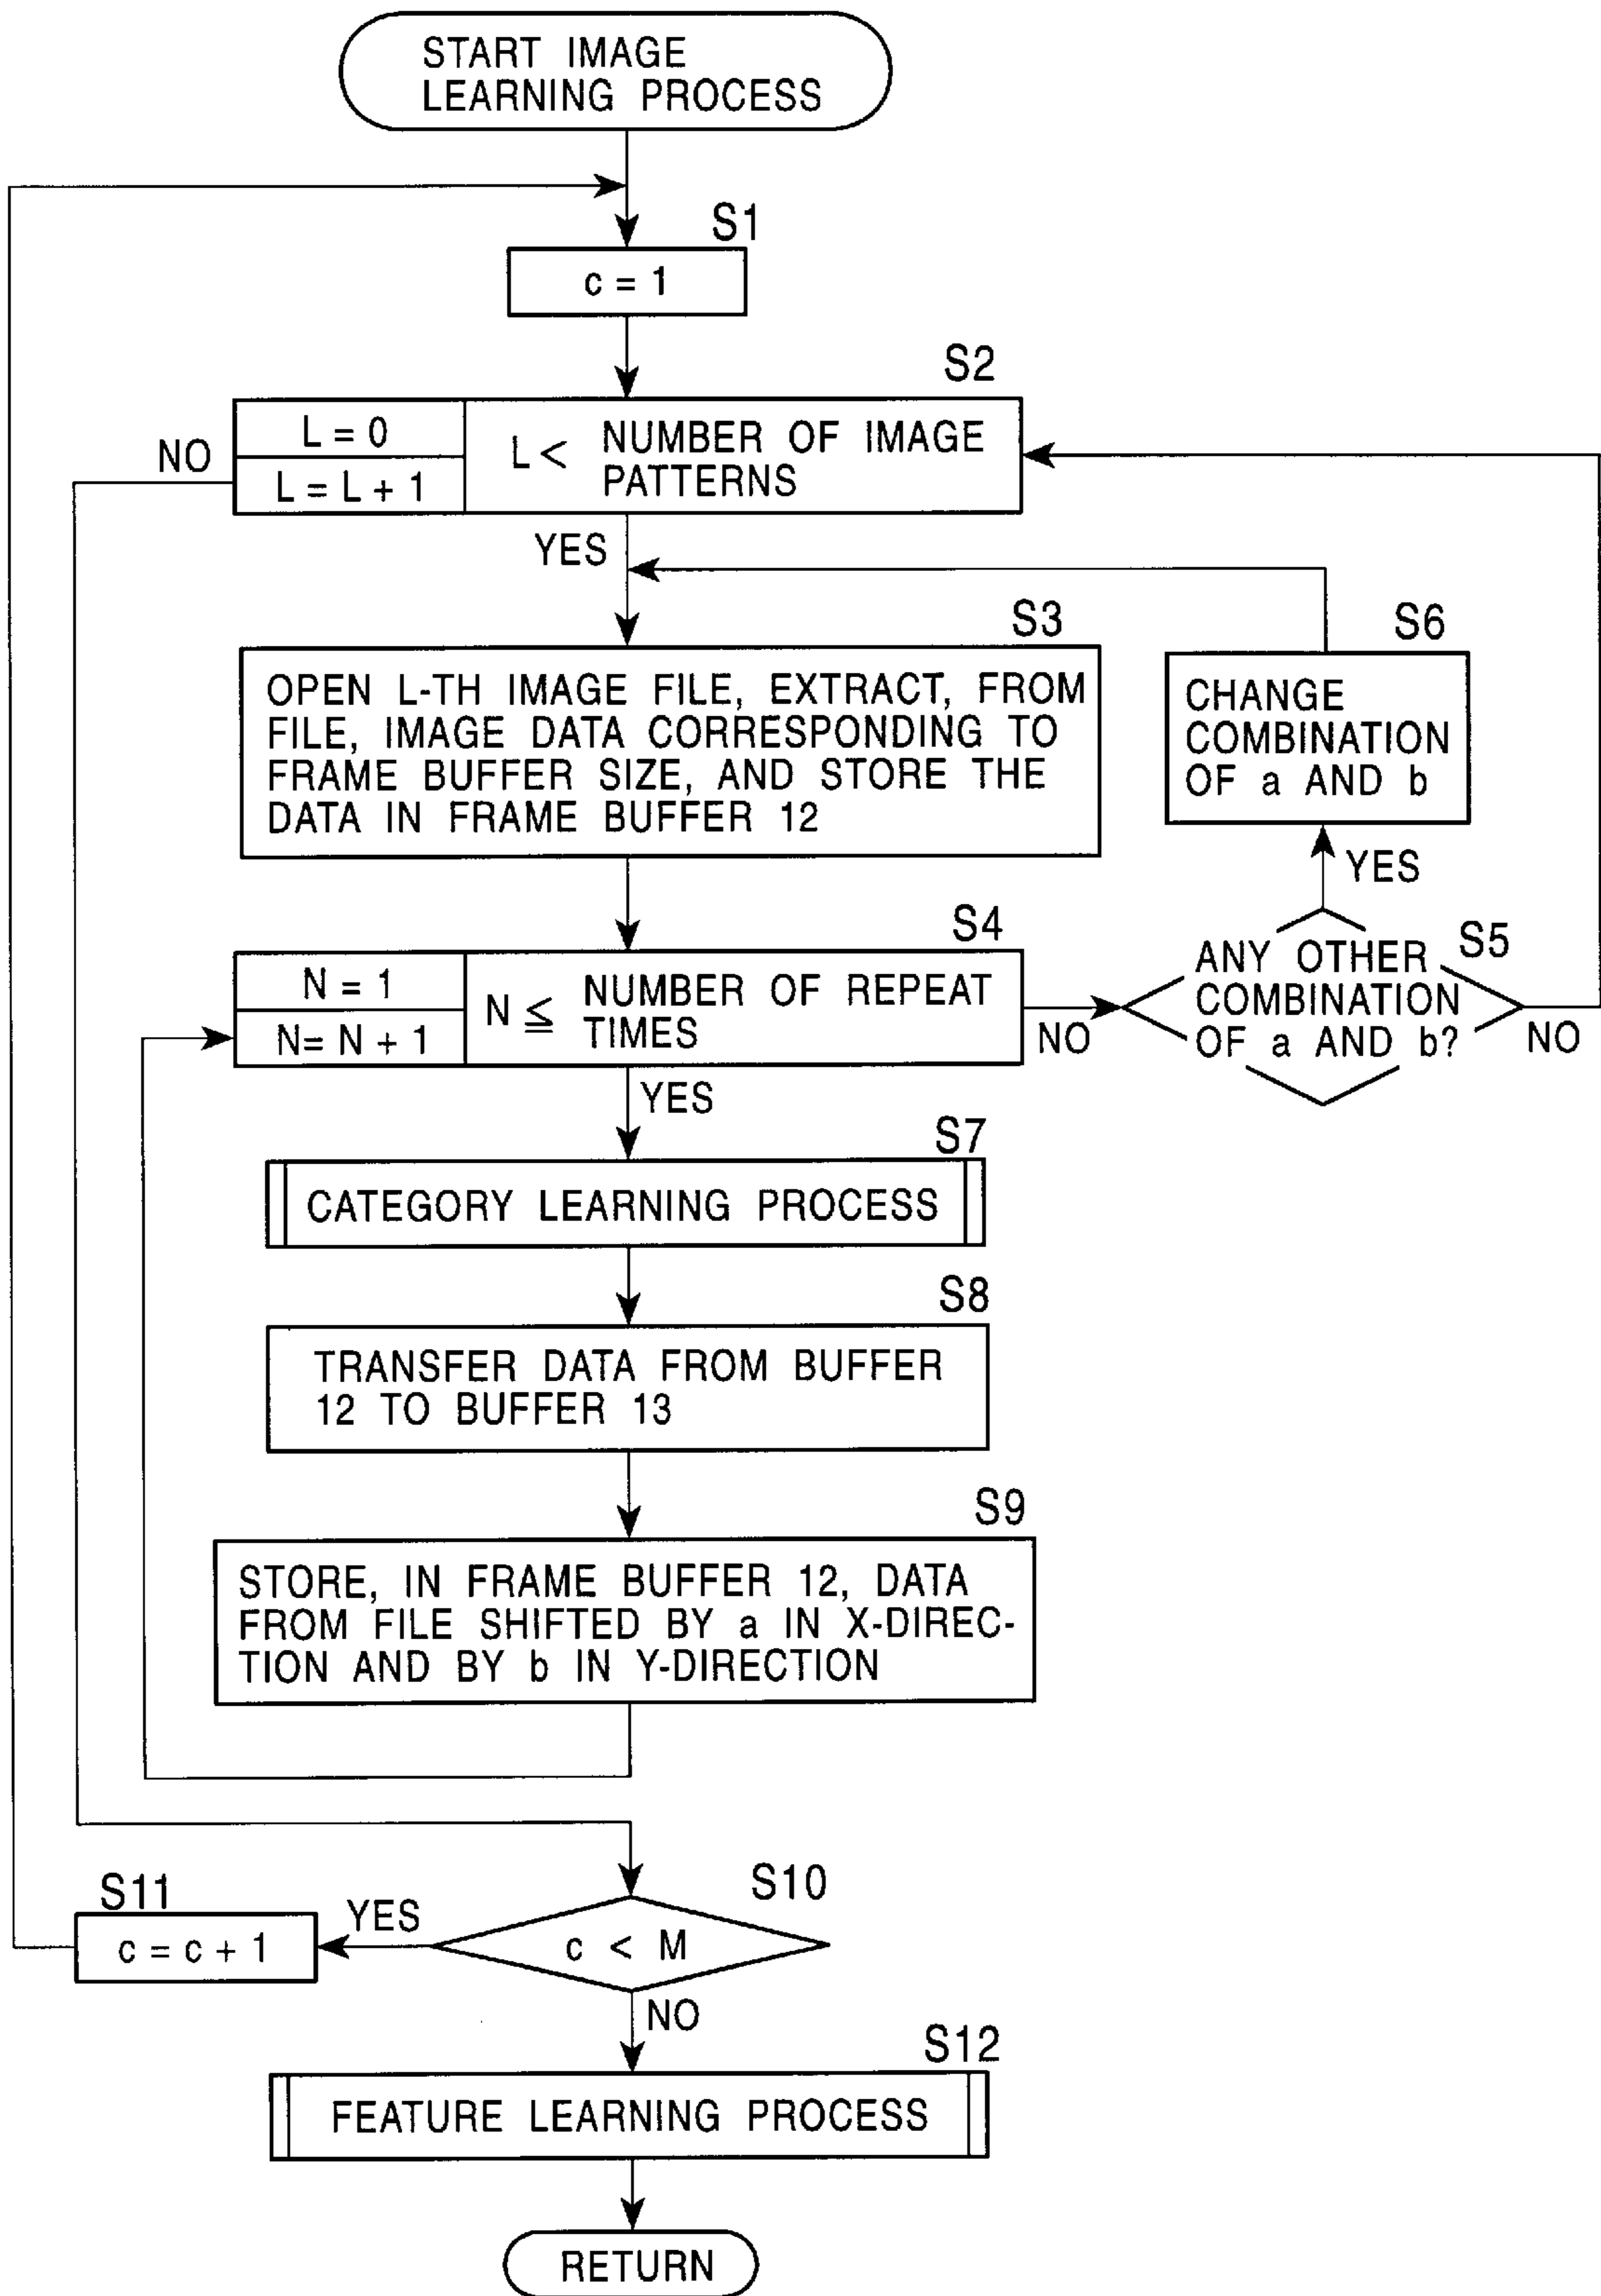 START IMAGE
LEARNING PROCESS
S1
c = 1
S2
L = 0
L = L + 1
L < NUMBER OF IMAGE
PATTERNS
NO
YES
S3
OPEN L-TH IMAGE FILE, EXTRACT, FROM
FILE, IMAGE DATA CORRESPONDING TO
FRAME BUFFER SIZE, AND STORE THE
DATA IN FRAME BUFFER 12
S6
CHANGE
COMBINATION
OF a AND b
YES
S4
N = 1
N= N + 1
N ≦ NUMBER OF REPEAT
TIMES
NO
S5
ANY OTHER
COMBINATION
OF a AND b?
NO
YES
S7
CATEGORY LEARNING PROCESS
S8
TRANSFER DATA FROM BUFFER
12 TO BUFFER 13
S9
STORE, IN FRAME BUFFER 12, DATA
FROM FILE SHIFTED BY a IN X-DIREC-
TION AND BY b IN Y-DIRECTION
S10
c < M
YES
S11
c = c + 1
NO
S12
FEATURE LEARNING PROCESS
RETURN